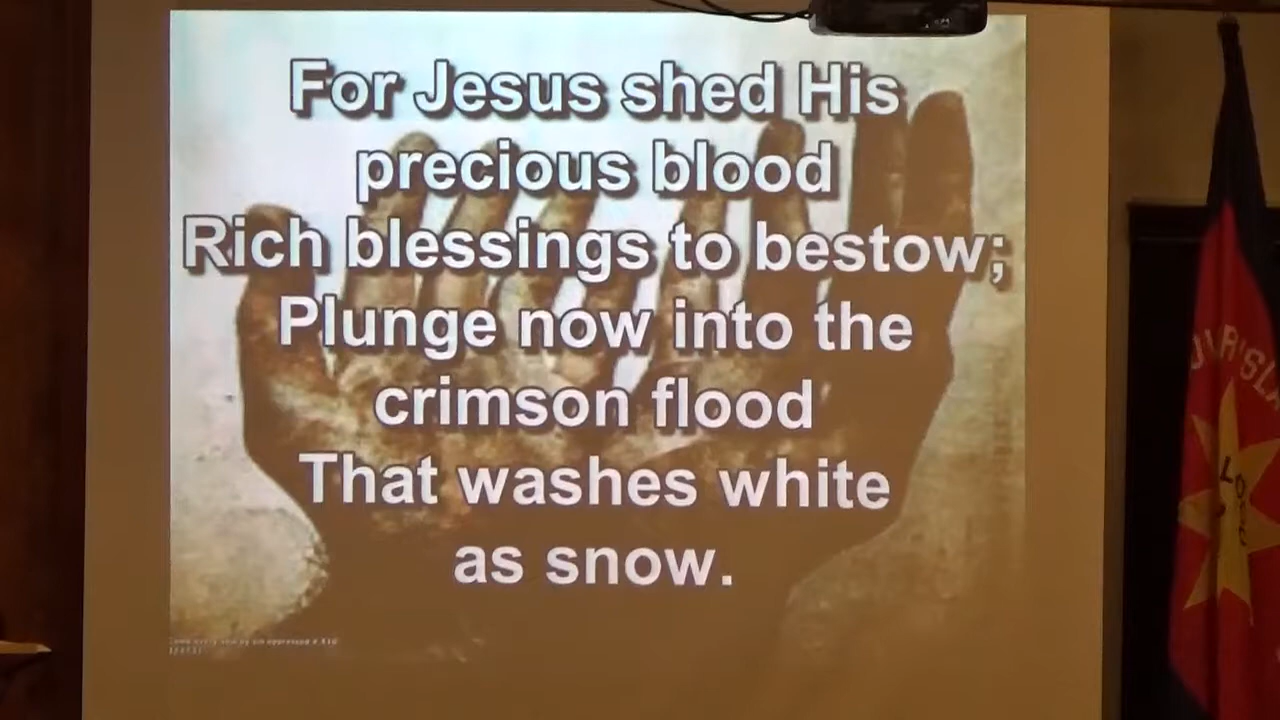 For Jesus shed His
precious blood
Rich blessings to bestow;
Plunge now into the
crimson flood
That washes white
as snow.